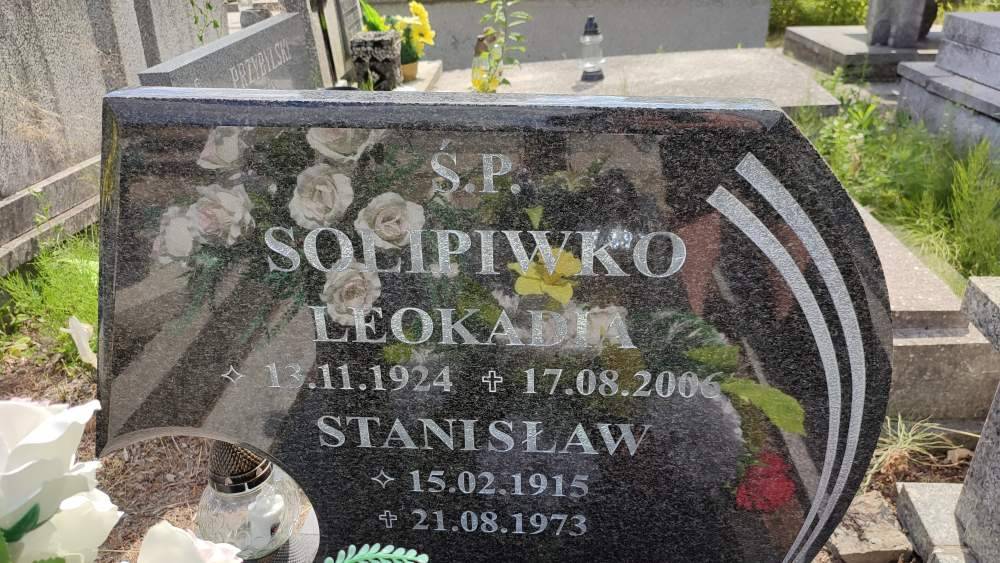 PRZYBYLSKI
Ś.P.
SOLIPIWKO
LEOKADIA
✧ 13.11.1924 ✝ 17.08.2006
STANISŁAW
✧ 15.02.1915
✝ 21.08.1973